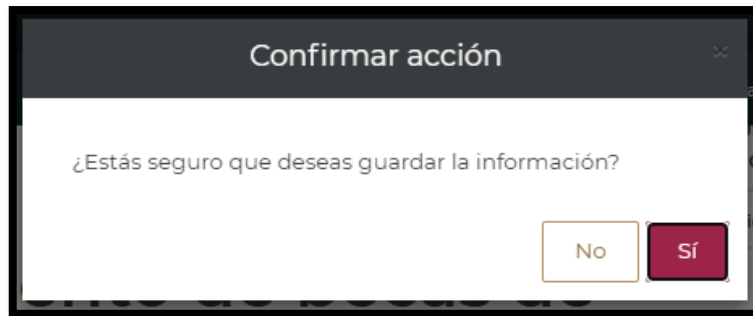 Confirmar acción
×
¿Estás seguro que deseas guardar la información?
No
Sí